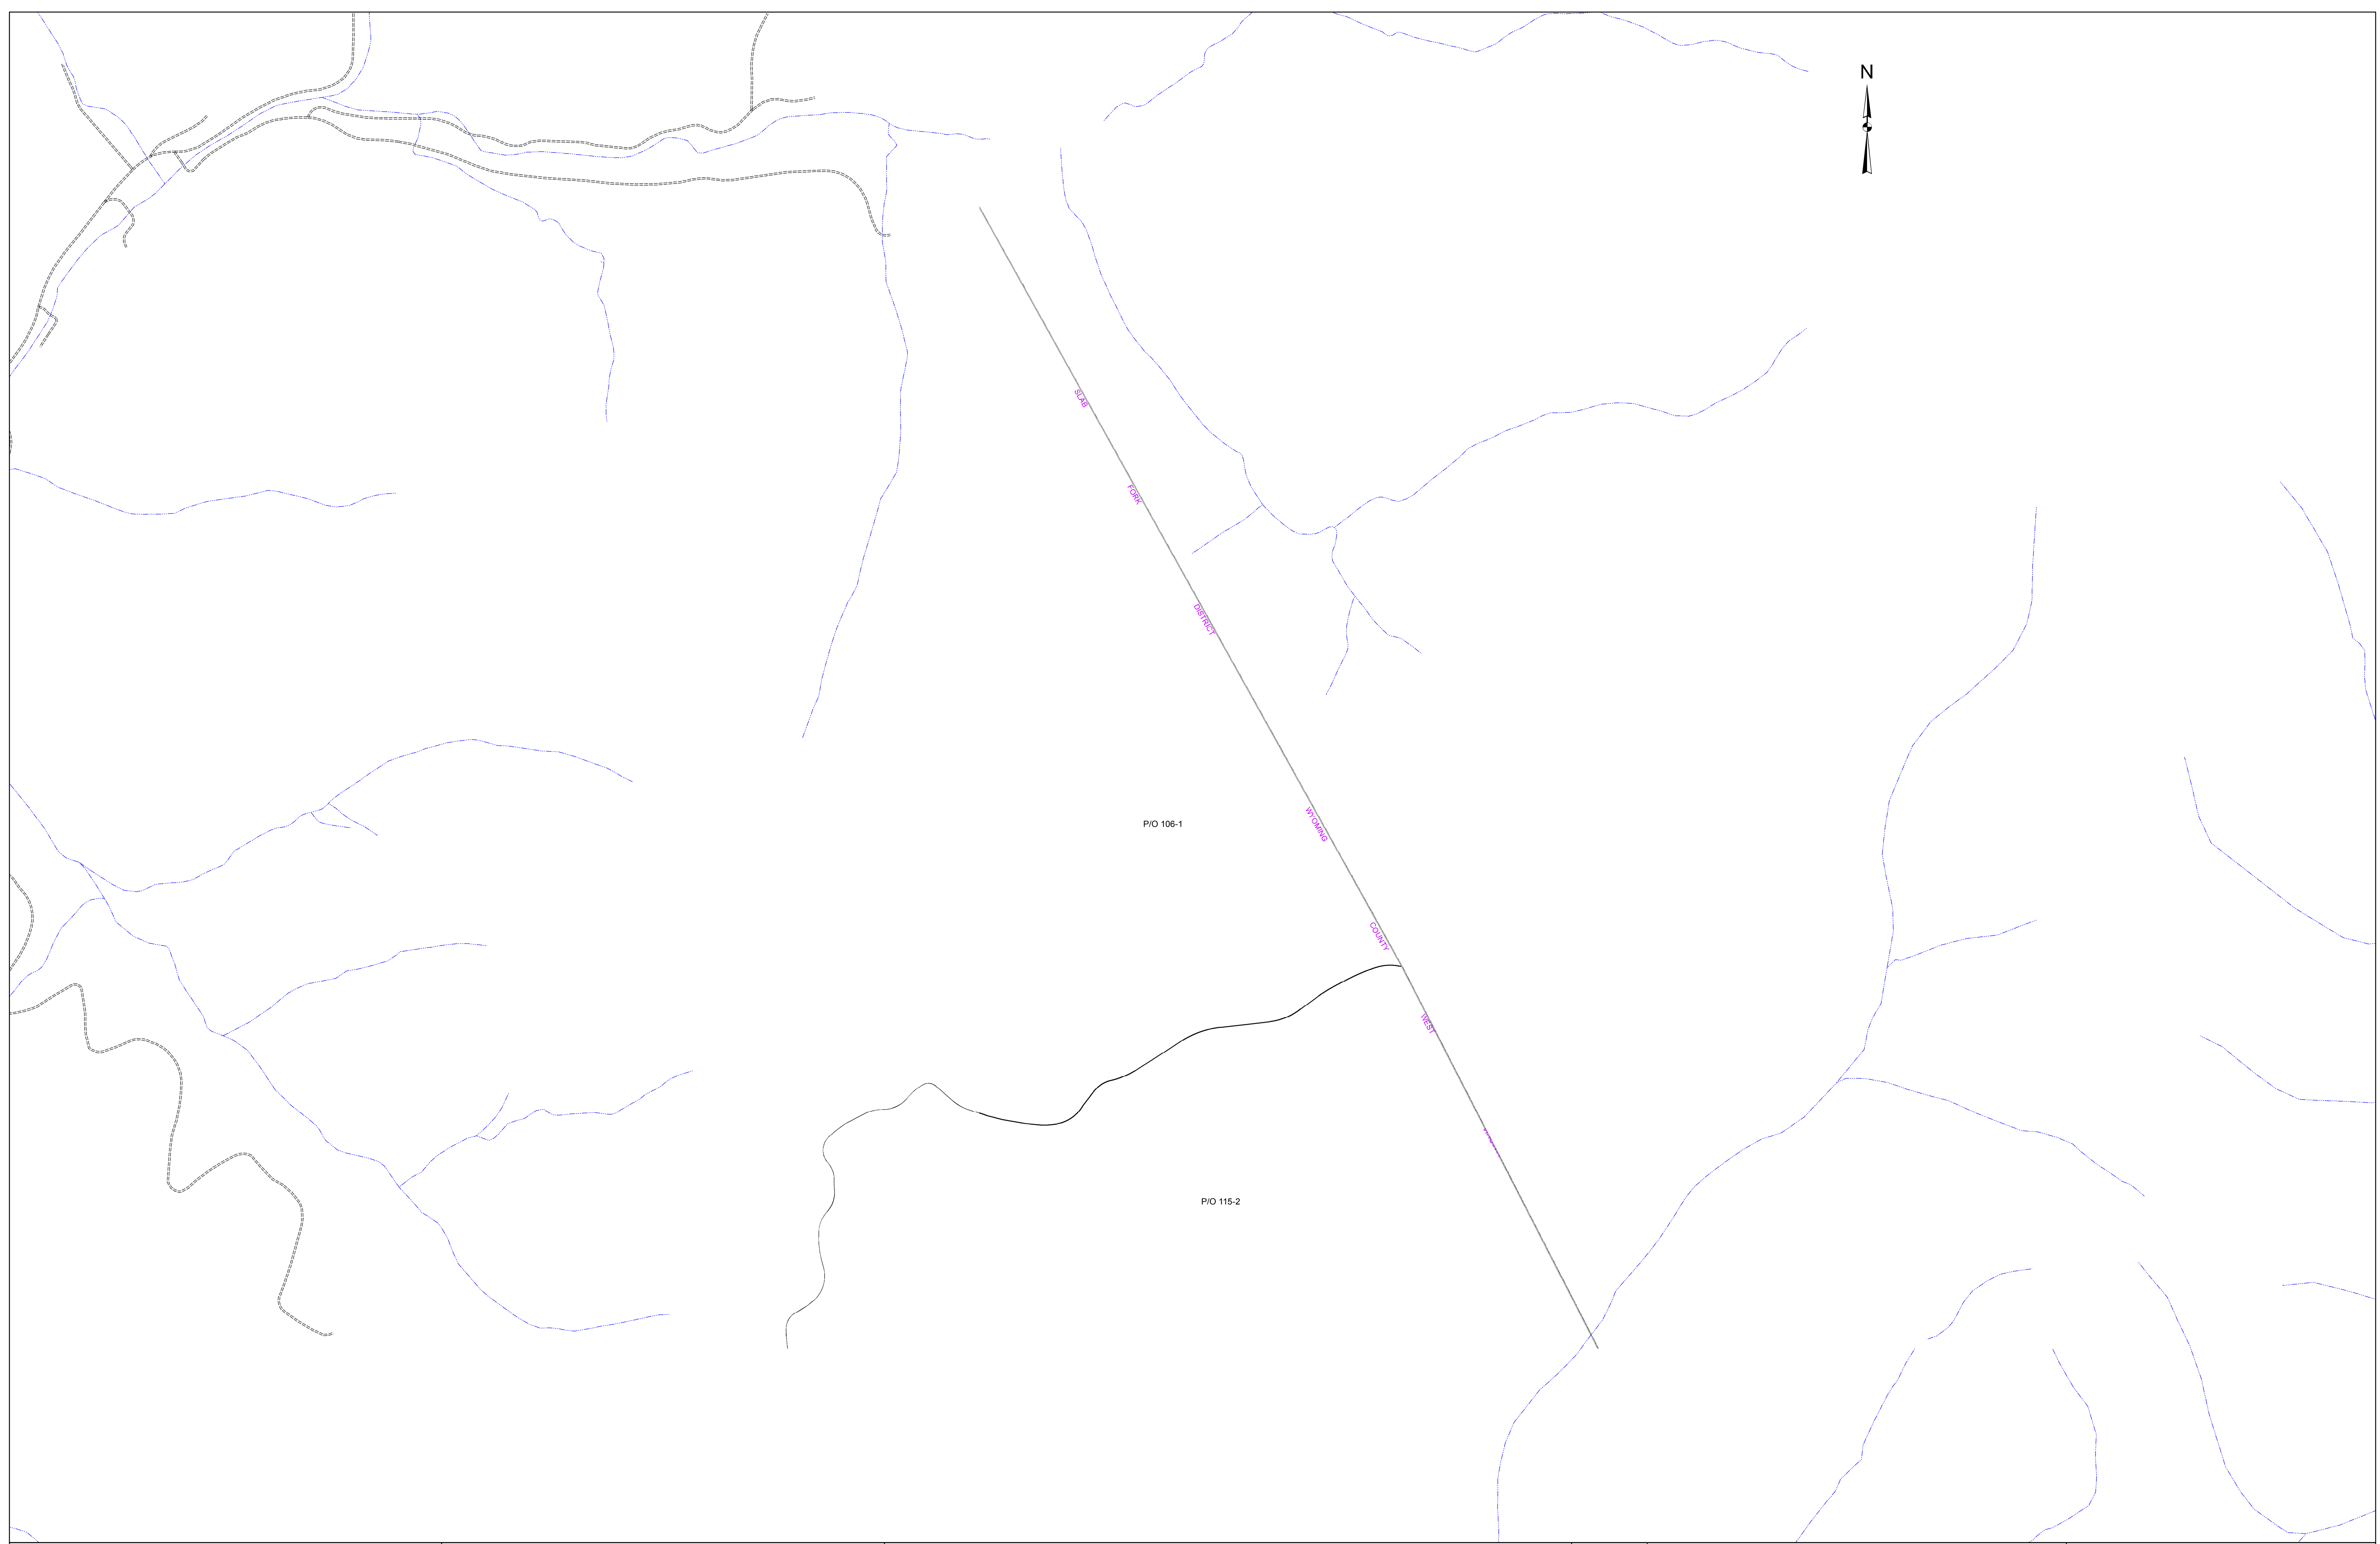 N
SLAB
FORK
DISTRICT
WYOMING
P/O 106-1
COUNTY
WEST
P/O 115-2